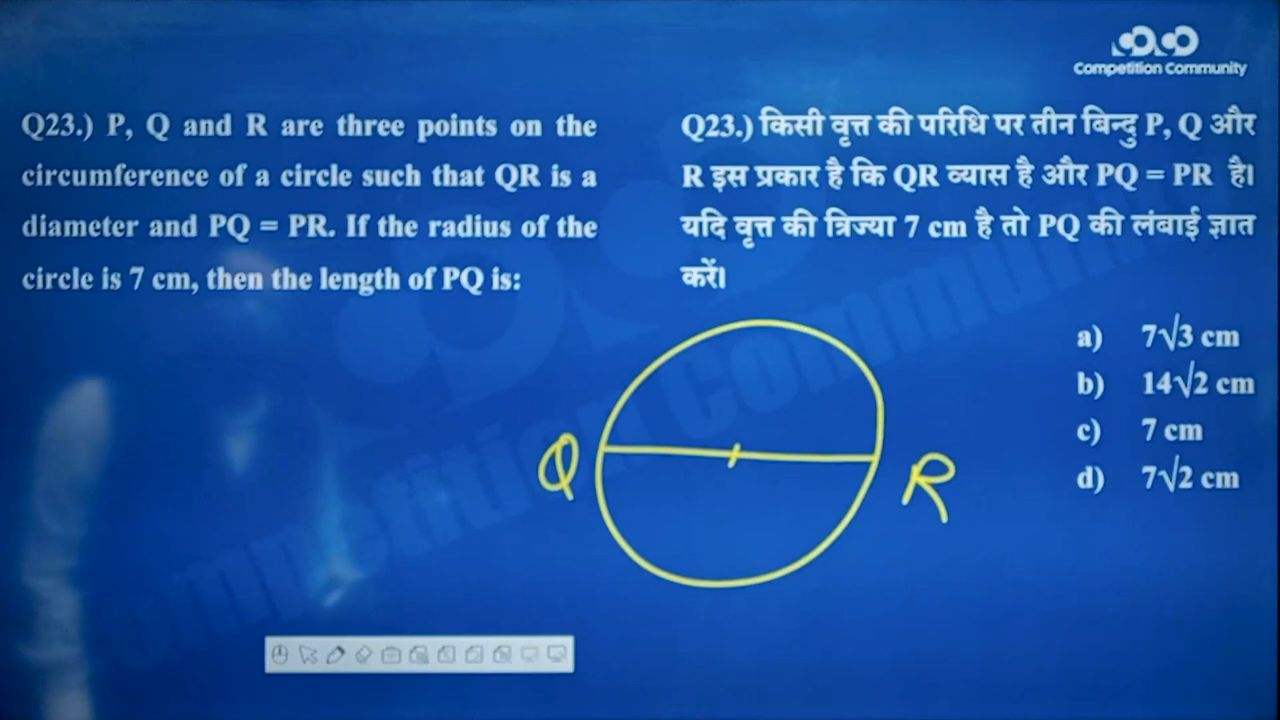 Competition Community
Q23.) P, Q and R are three points on the
circumference of a circle such that QR is a
diameter and PQ = PR. If the radius of the
circle is 7 cm, then the length of PQ is:
Q23.) किसी वृत्त की परिधि पर तीन बिन्दु P, Q और
R इस प्रकार है कि QR व्यास है और PQ = PR है।
यदि वृत्त की त्रिज्या 7 cm है तो PQ की लंबाई ज्ञात
करें।
a) 7√3 cm
b) 14√2 cm
c) 7 cm
d) 7√2 cm
Q
R
Competition Community